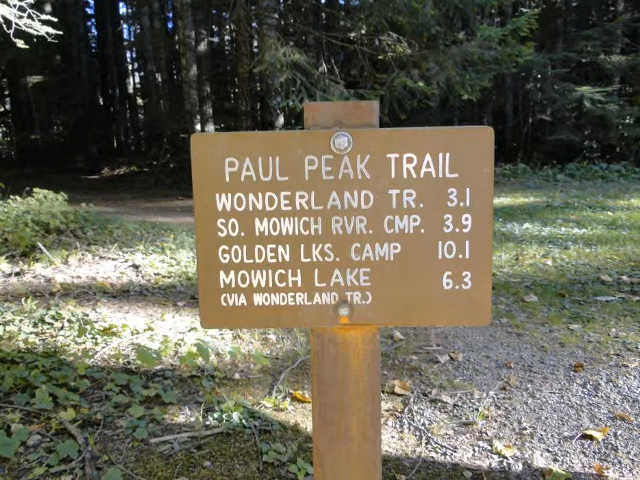 PAUL PEAK TRAIL
WONDERLAND TR. 3.1
SO. MOWICH RVR. CMP. 3.9
GOLDEN LKS. CAMP 10.1
MOWICH LAKE 6.3
(VIA WONDERLAND TR.)